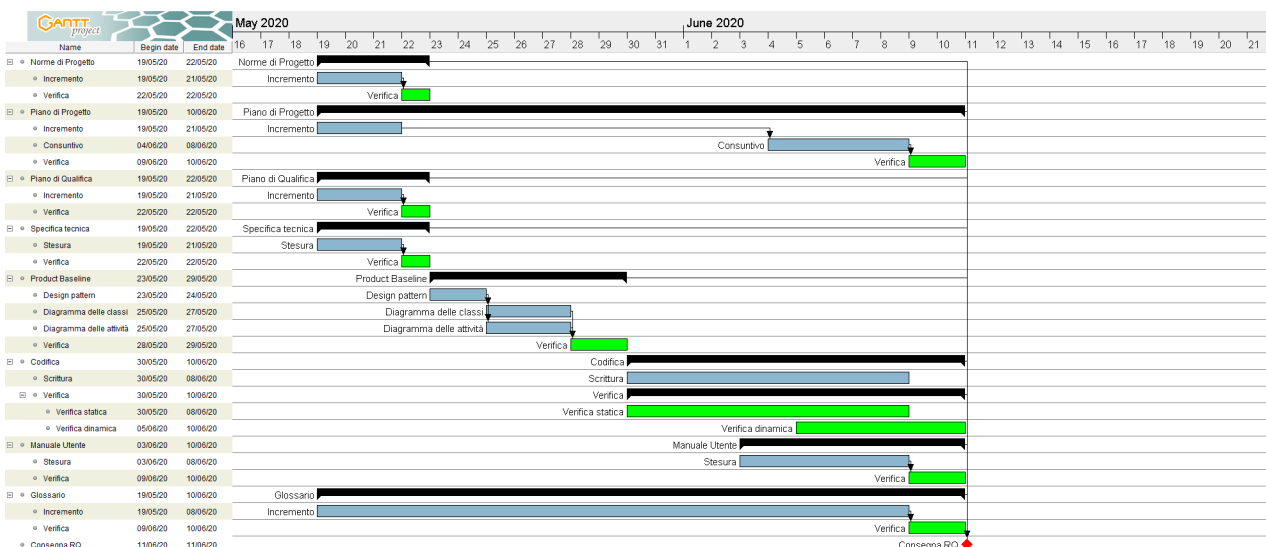 GANTT project
May 2020 June 2020
Name Begin date End date 16 17 18 19 20 21 22 23 24 25 26 27 28 29 30 31 1 2 3 4 5 6 7 8 9 10 11 12 13 14 15 16 17 18 19 20 21
Norme di Progetto 19/05/20 22/05/20 Norme di Progetto
Incremento 19/05/20 21/05/20 Incremento
Verifica 22/05/20 22/05/20 Verifica
Piano di Progetto 19/05/20 10/06/20 Piano di Progetto
Incremento 19/05/20 21/05/20 Incremento
Consuntivo 04/06/20 08/06/20 Consuntivo
Verifica 09/06/20 10/06/20 Verifica
Piano di Qualifica 19/05/20 22/05/20 Piano di Qualifica
Incremento 19/05/20 21/05/20 Incremento
Verifica 22/05/20 22/05/20 Verifica
Specifica tecnica 19/05/20 22/05/20 Specifica tecnica
Stesura 19/05/20 21/05/20 Stesura
Verifica 22/05/20 22/05/20 Verifica
Product Baseline 23/05/20 29/05/20 Product Baseline
Design pattern 23/05/20 24/05/20 Design pattern
Diagramma delle classi 25/05/20 27/05/20 Diagramma delle classi
Diagramma delle attività 25/05/20 27/05/20 Diagramma delle attività
Verifica 28/05/20 29/05/20 Verifica
Codifica 30/05/20 10/06/20 Codifica
Scrittura 30/05/20 08/06/20 Scrittura
Verifica 30/05/20 10/06/20 Verifica
Verifica statica 30/05/20 08/06/20 Verifica statica
Verifica dinamica 05/06/20 10/06/20 Verifica dinamica
Manuale Utente 03/06/20 10/06/20 Manuale Utente
Stesura 03/06/20 08/06/20 Stesura
Verifica 09/06/20 10/06/20 Verifica
Glossario 19/05/20 10/06/20 Glossario
Incremento 19/05/20 08/06/20 Incremento
Verifica 09/06/20 10/06/20 Verifica
Consegna RQ 11/06/20 11/06/20 Consegna RQ